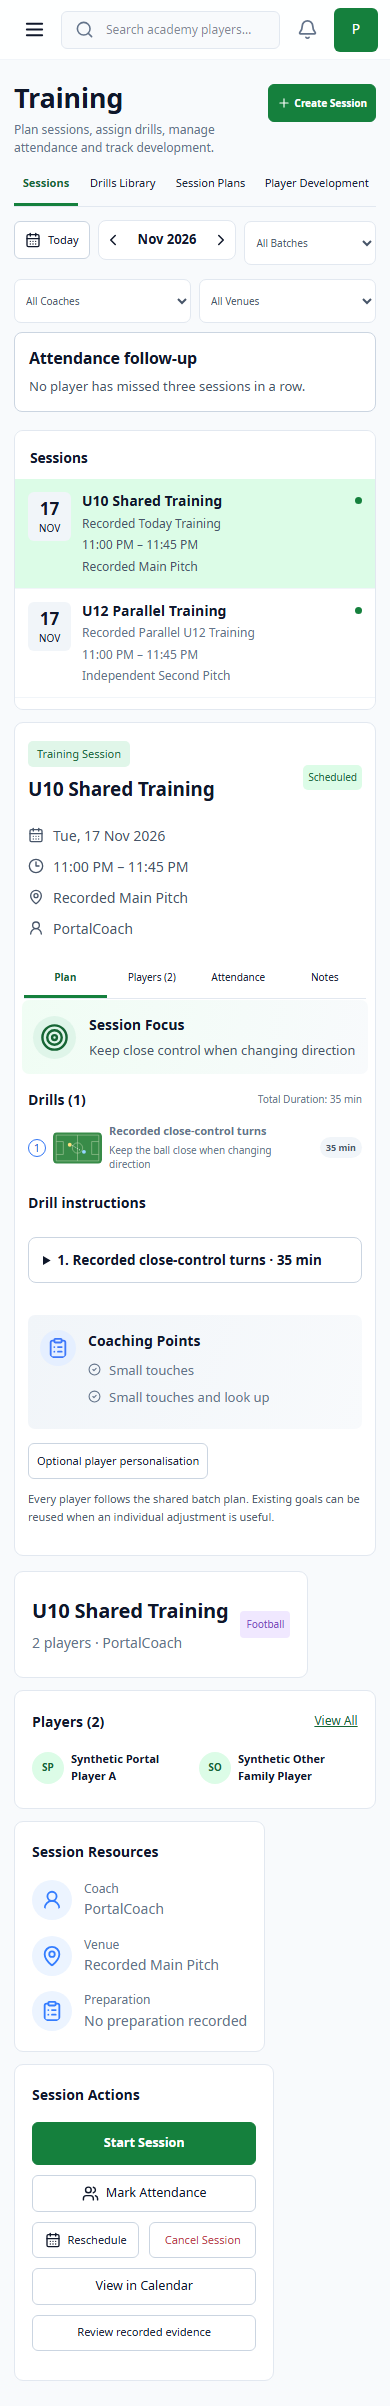 Search academy players...
P
Training
Create Session
Plan sessions, assign drills, manage
attendance and track development.
Sessions
Drills Library
Session Plans
Player Development
Today
Nov 2026
All Batches
All Coaches
All Venues
Attendance follow-up
No player has missed three sessions in a row.
Sessions
17
NOV
U10 Shared Training
Recorded Today Training
11:00 PM – 11:45 PM
Recorded Main Pitch
17
NOV
U12 Parallel Training
Recorded Parallel U12 Training
11:00 PM – 11:45 PM
Independent Second Pitch
Training Session
U10 Shared Training
Scheduled
Tue, 17 Nov 2026
11:00 PM – 11:45 PM
Recorded Main Pitch
PortalCoach
Plan
Players (2)
Attendance
Notes
Session Focus
Keep close control when changing direction
Drills (1)
Total Duration: 35 min
1
Recorded close-control turns
Keep the ball close when changing
direction
35 min
Drill instructions
1. Recorded close-control turns · 35 min
Coaching Points
Small touches
Small touches and look up
Optional player personalisation
Every player follows the shared batch plan. Existing goals can be
reused when an individual adjustment is useful.
U10 Shared Training
Football
2 players · PortalCoach
Players (2)
View All
SP
Synthetic Portal
Player A
SO
Synthetic Other
Family Player
Session Resources
Coach
PortalCoach
Venue
Recorded Main Pitch
Preparation
No preparation recorded
Session Actions
Start Session
Mark Attendance
Reschedule
Cancel Session
View in Calendar
Review recorded evidence